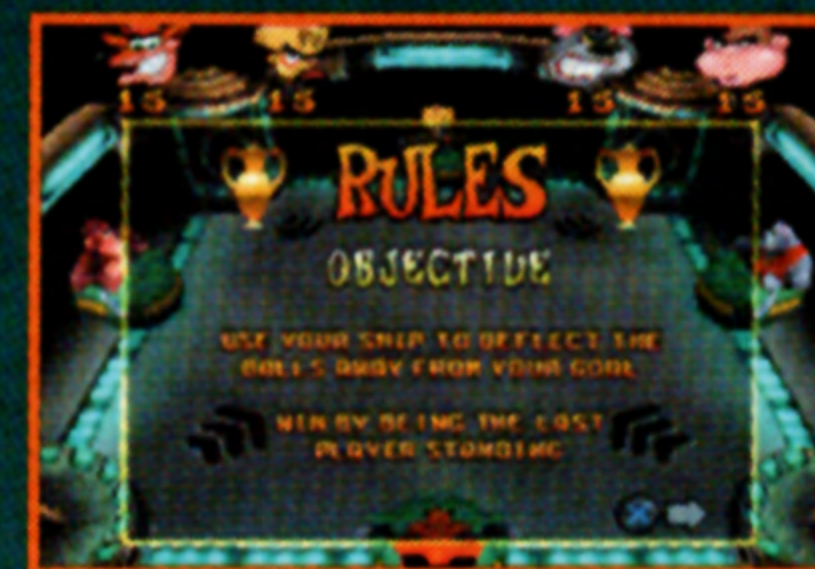 15 15 15 15
RULES
OBJECTIVE
USE YOUR SHIP TO DEFLECT THE
BALLS AWAY FROM YOUR GOAL
WIN BY BEING THE LAST
PLAYER STANDING